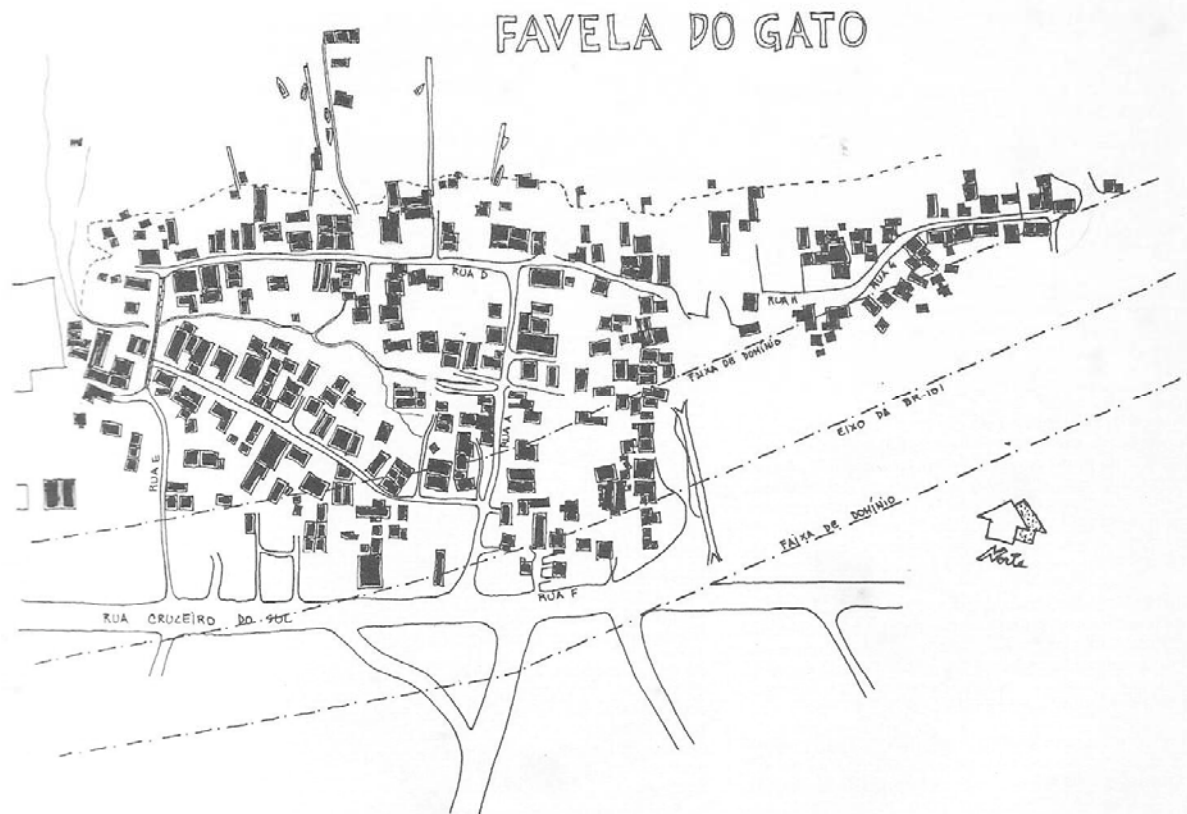 FAVELA DO GATO
RUA D
RUA H
RUA
FAIXA DE DOMÍNIO
EIXO DA BR-101
RUA A
RUA E
FAIXA DE DOMÍNIO
Norte
RUA F
RUA CRUZEIRO DO SUL